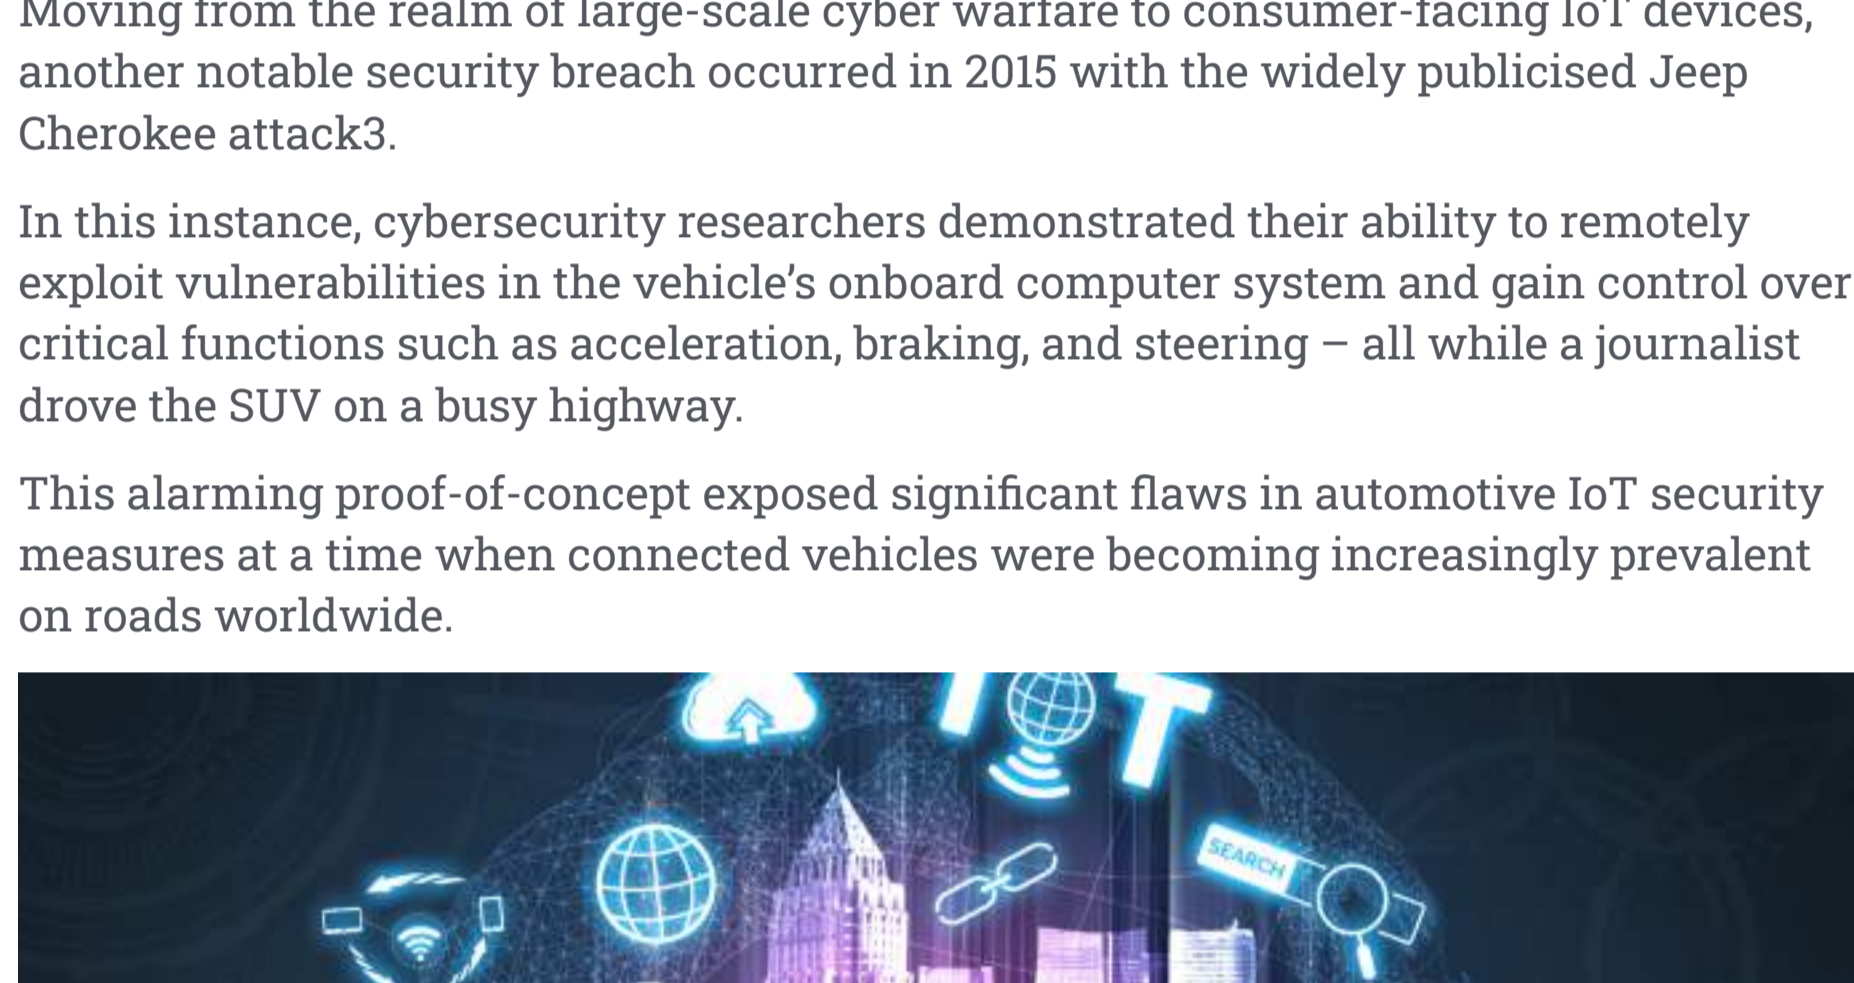 Moving from the realm of large-scale cyber warfare to consumer-facing IoT devices,
another notable security breach occurred in 2015 with the widely publicised Jeep
Cherokee attack3.
In this instance, cybersecurity researchers demonstrated their ability to remotely
exploit vulnerabilities in the vehicle’s onboard computer system and gain control over
critical functions such as acceleration, braking, and steering – all while a journalist
drove the SUV on a busy highway.
This alarming proof-of-concept exposed significant flaws in automotive IoT security
measures at a time when connected vehicles were becoming increasingly prevalent
on roads worldwide.
IoT
SEARCH